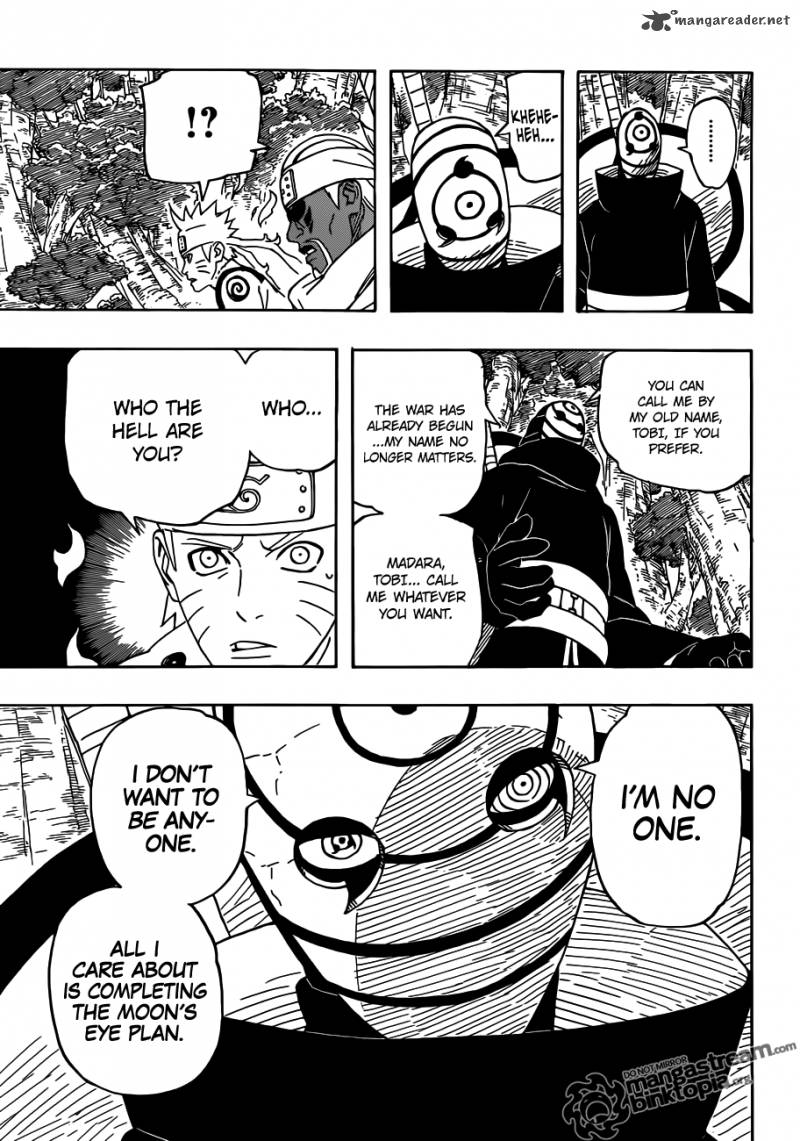 mangareader.net
.........
KHEHE-
HEH...
!?
YOU CAN
CALL ME BY
MY OLD NAME,
TOBI, IF YOU
PREFER.
THE WAR HAS
ALREADY BEGUN
...MY NAME NO
LONGER MATTERS.
MADARA,
TOBI... CALL
ME WHATEVER
YOU WANT.
WHO...
WHO THE
HELL ARE
YOU?
I'M NO
ONE.
I DON'T
WANT TO
BE ANY-
ONE.
ALL I
CARE ABOUT
IS COMPLETING
THE MOON'S
EYE PLAN.
DO NOT MIRROR
mangastream.com
binktopia.org